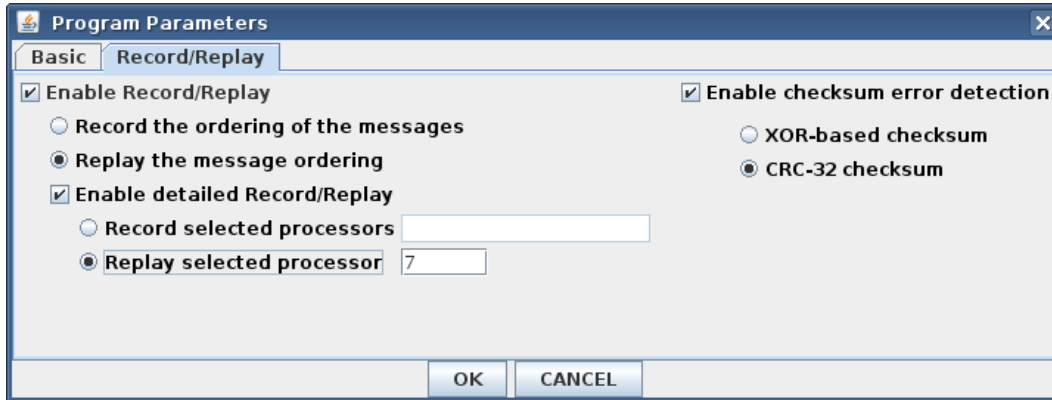 Program Parameters
Basic
Record/Replay
Enable Record/Replay
Record the ordering of the messages
Replay the message ordering
Enable detailed Record/Replay
Record selected processors
Replay selected processor 7
Enable checksum error detection
XOR-based checksum
CRC-32 checksum
OK
CANCEL